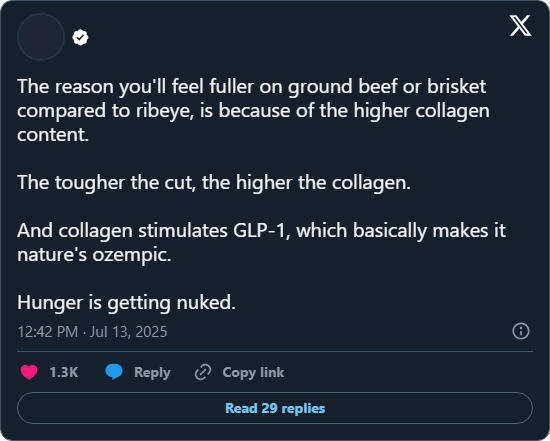 The reason you'll feel fuller on ground beef or brisket
compared to ribeye, is because of the higher collagen
content.
The tougher the cut, the higher the collagen.
And collagen stimulates GLP-1, which basically makes it
nature's ozempic.
Hunger is getting nuked.
12:42 PM · Jul 13, 2025
1.3K Reply Copy link
Read 29 replies